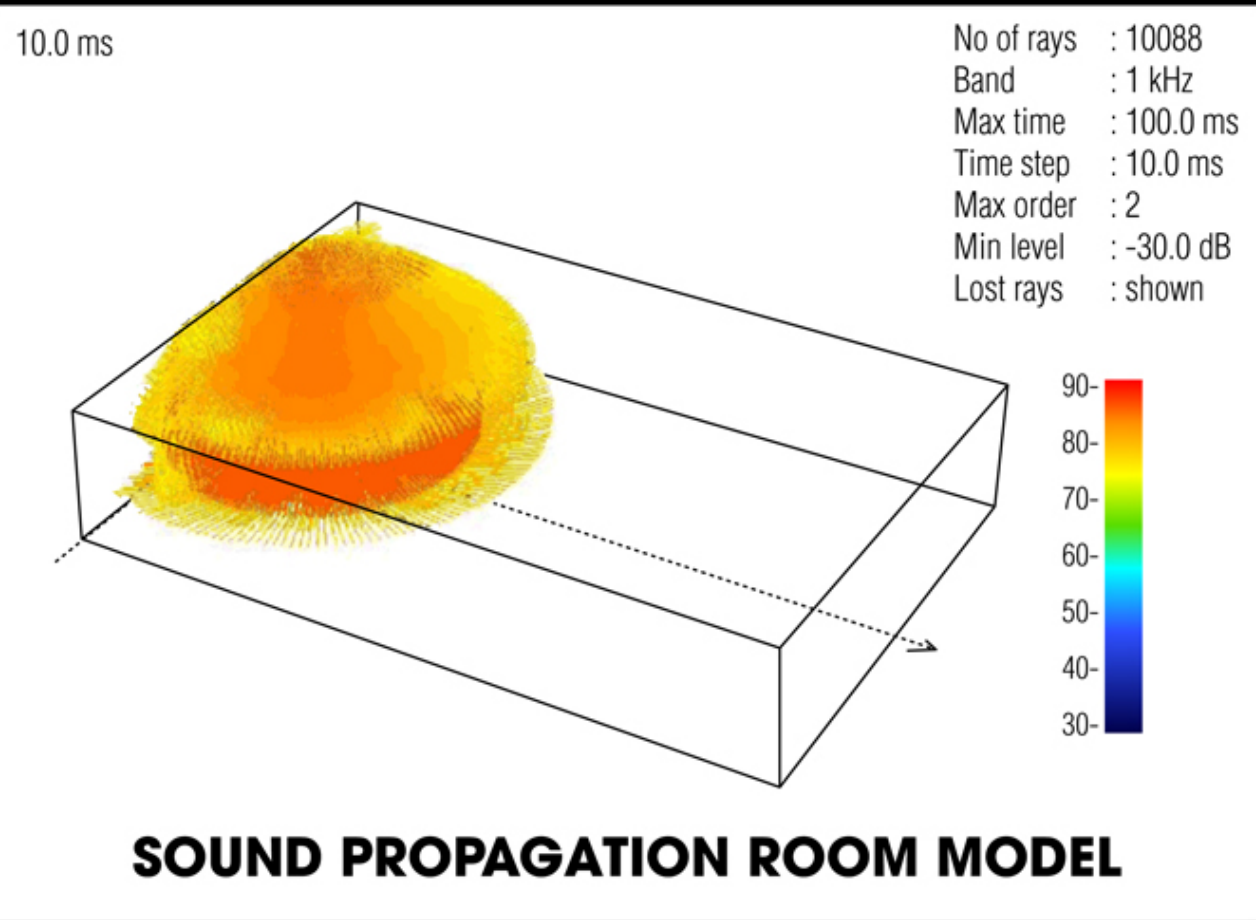 10.0 ms
No of rays : 10088
Band : 1 kHz
Max time : 100.0 ms
Time step : 10.0 ms
Max order : 2
Min level : -30.0 dB
Lost rays : shown
90-
80-
70-
60-
50-
40-
30-
SOUND PROPAGATION ROOM MODEL